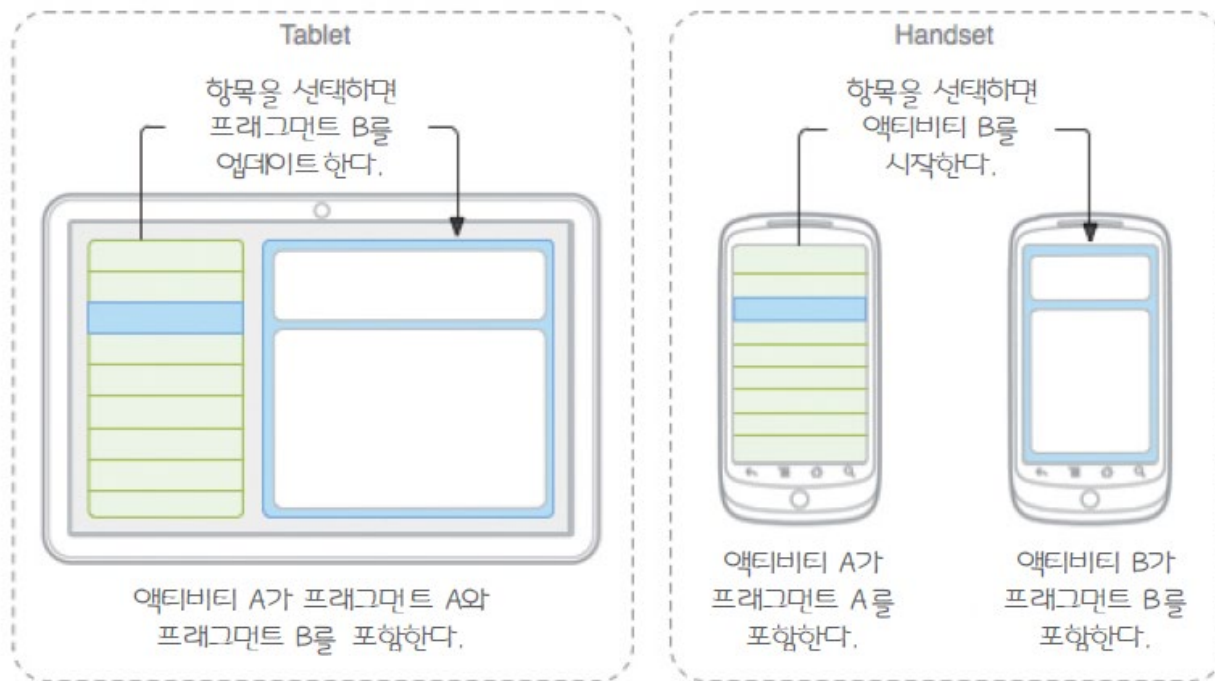 Tablet
항목을 선택하면
프래그먼트 B를
업데이트 한다.
액티비티 A가 프래그먼트 A와
프래그먼트 B를 포함한다.
Handset
항목을 선택하면
액티비티 B를
시작한다.
액티비티 A가
프래그먼트 A를
포함한다.
액티비티 B가
프래그먼트 B를
포함한다.